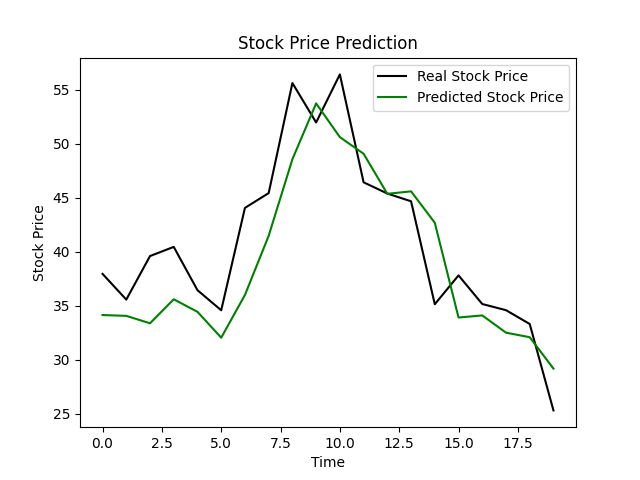 Stock Price Prediction
Real Stock Price
Predicted Stock Price
Stock Price
55
50
45
40
35
30
25
0.0 2.5 5.0 7.5 10.0 12.5 15.0 17.5
Time